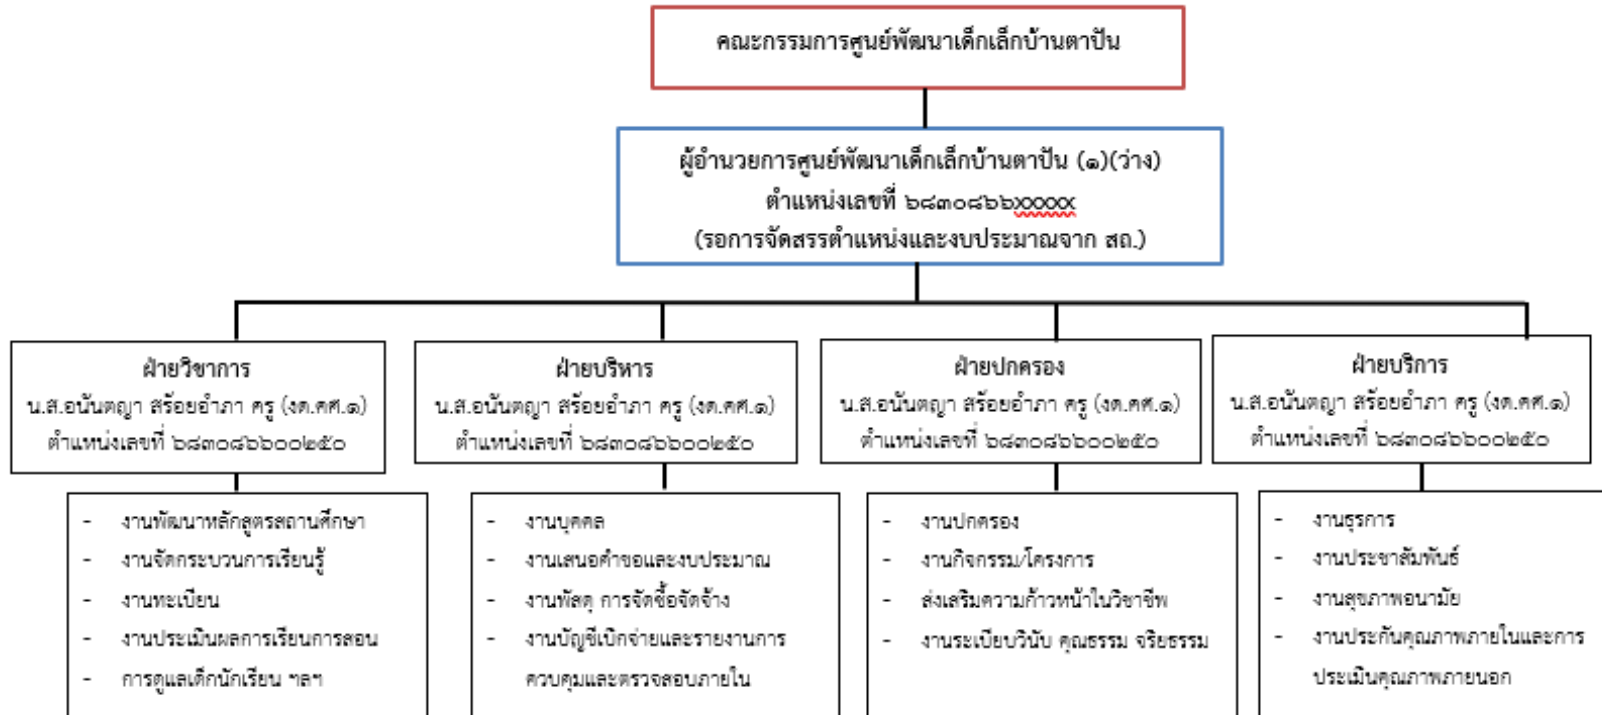 คณะกรรมการศูนย์พัฒนาเด็กเล็กบ้านตาปัน
ผู้อำนวยการศูนย์พัฒนาเด็กเล็กบ้านตาปัน (๑)(ว่าง)
ตำแหน่งเลขที่ ๖๘๓๐๘๖๖xxxxx
(รอการจัดสรรตำแหน่งและงบประมาณจาก สถ.)
ฝ่ายวิชาการ
น.ส.อนันตญา สร้อยอำภา ครู (งด.คศ.๑)
ตำแหน่งเลขที่ ๖๘๓๐๘๖๖๐๐๒๕๐
- งานพัฒนาหลักสูตรสถานศึกษา
- งานจัดกระบวนการเรียนรู้
- งานทะเบียน
- งานประเมินผลการเรียนการสอน
- การดูแลเด็กนักเรียน ฯลฯ
ฝ่ายบริหาร
น.ส.อนันตญา สร้อยอำภา ครู (งด.คศ.๑)
ตำแหน่งเลขที่ ๖๘๓๐๘๖๖๐๐๒๕๐
- งานบุคคล
- งานเสนอคำขอและงบประมาณ
- งานพัสดุ การจัดซื้อจัดจ้าง
- งานบัญชีเบิกจ่ายและรายงานการ
ควบคุมและตรวจสอบภายใน
ฝ่ายปกครอง
น.ส.อนันตญา สร้อยอำภา ครู (งด.คศ.๑)
ตำแหน่งเลขที่ ๖๘๓๐๘๖๖๐๐๒๕๐
- งานปกครอง
- งานกิจกรรม/โครงการ
- ส่งเสริมความก้าวหน้าในวิชาชีพ
- งานระเบียบวินับ คุณธรรม จริยธรรม
ฝ่ายบริการ
น.ส.อนันตญา สร้อยอำภา ครู (งด.คศ.๑)
ตำแหน่งเลขที่ ๖๘๓๐๘๖๖๐๐๒๕๐
- งานธุรการ
- งานประชาสัมพันธ์
- งานสุขภาพอนามัย
- งานประกันคุณภาพภายในและการ
ประเมินคุณภาพภายนอก